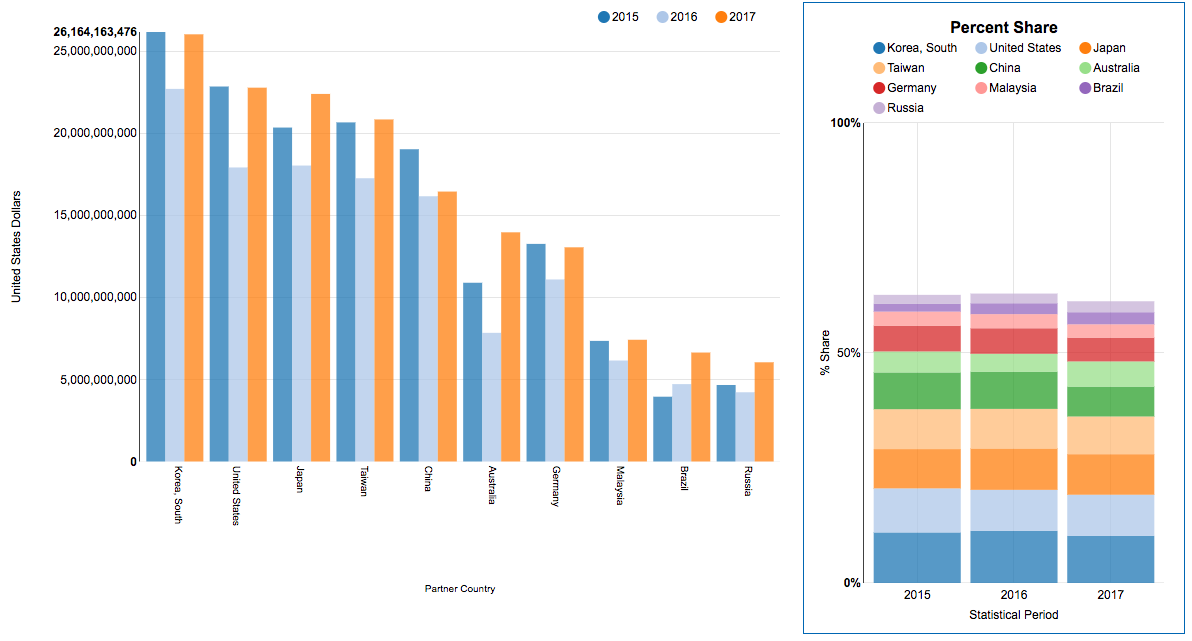 2015 2016 2017
26,164,163,476
25,000,000,000
20,000,000,000
15,000,000,000
10,000,000,000
5,000,000,000
0
United States Dollars
Korea, South
United States
Japan
Taiwan
China
Australia
Germany
Malaysia
Brazil
Russia
Partner Country
Percent Share
Korea, South United States Japan
Taiwan China Australia
Germany Malaysia Brazil
Russia
100%
50%
0%
% Share
2015 2016 2017
Statistical Period